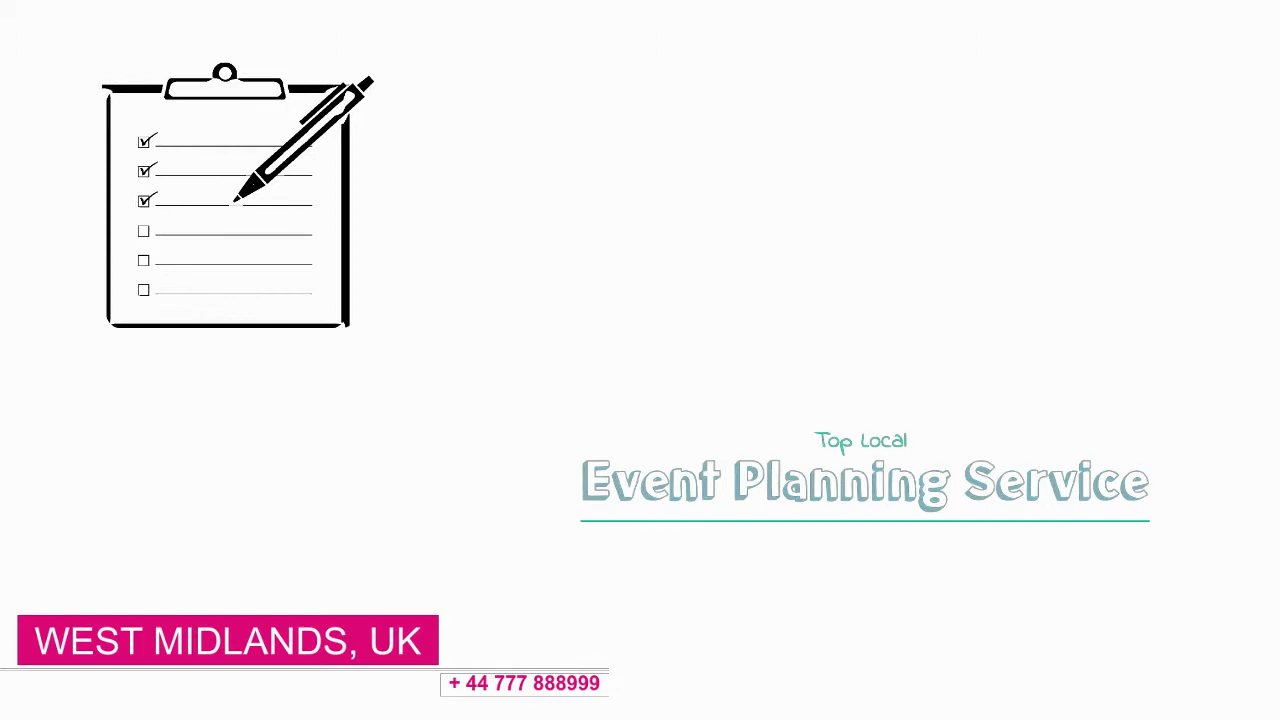 Top Local
Event Planning Service
WEST MIDLANDS, UK
+ 44 777 888999